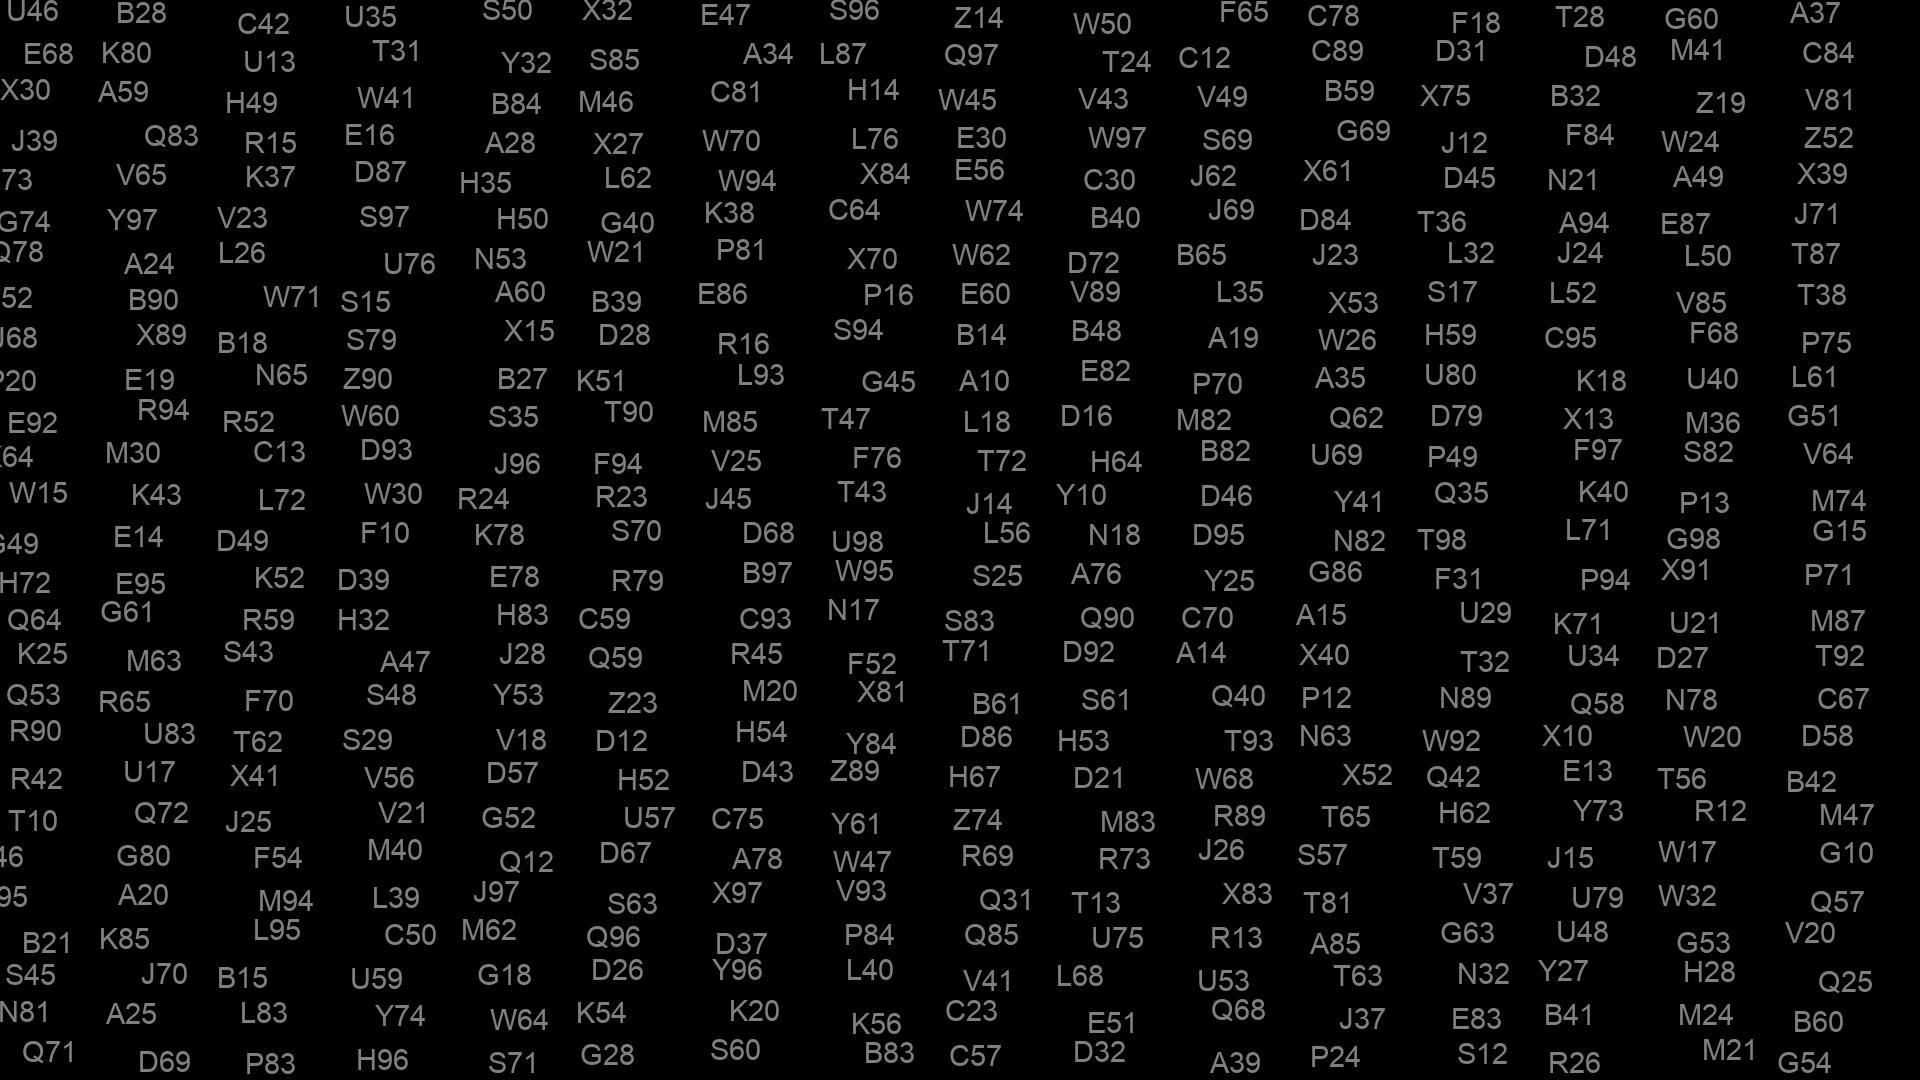 U46 B28 C42 U35 S50 X32 E47 S96 Z14 W50 F65 C78 F18 T28 G60 A37
E68 K80 U13 T31 Y32 S85 A34 L87 Q97 T24 C12 C89 D31 D48 M41 C84
X30 A59 H49 W41 B84 M46 C81 H14 W45 V43 V49 B59 X75 B32 Z19 V81
J39 Q83 R15 E16 A28 X27 W70 L76 E30 W97 S69 G69 J12 F84 W24 Z52
73 V65 K37 D87 H35 L62 W94 X84 E56 C30 J62 X61 D45 N21 A49 X39
G74 Y97 V23 S97 H50 G40 K38 C64 W74 B40 J69 D84 T36 A94 E87 J71
Q78 A24 L26 U76 N53 W21 P81 X70 W62 D72 B65 J23 L32 J24 L50 T87
52 B90 W71 S15 A60 B39 E86 P16 E60 V89 L35 X53 S17 L52 V85 T38
J68 X89 B18 S79 X15 D28 R16 S94 B14 B48 A19 W26 H59 C95 F68 P75
P20 E19 N65 Z90 B27 K51 L93 G45 A10 E82 P70 A35 U80 K18 U40 L61
E92 R94 R52 W60 S35 T90 M85 T47 L18 D16 M82 Q62 D79 X13 M36 G51
64 M30 C13 D93 J96 F94 V25 F76 T72 H64 B82 U69 P49 F97 S82 V64
W15 K43 L72 W30 R24 R23 J45 T43 J14 Y10 D46 Y41 Q35 K40 P13 M74
G49 E14 D49 F10 K78 S70 D68 U98 L56 N18 D95 N82 T98 L71 G98 G15
H72 E95 K52 D39 E78 R79 B97 W95 S25 A76 Y25 G86 F31 P94 X91 P71
Q64 G61 R59 H32 H83 C59 C93 N17 S83 Q90 C70 A15 U29 K71 U21 M87
K25 M63 S43 A47 J28 Q59 R45 F52 T71 D92 A14 X40 T32 U34 D27 T92
Q53 R65 F70 S48 Y53 Z23 M20 X81 B61 S61 Q40 P12 N89 Q58 N78 C67
R90 U83 T62 S29 V18 D12 H54 Y84 D86 H53 T93 N63 W92 X10 W20 D58
R42 U17 X41 V56 D57 H52 D43 Z89 H67 D21 W68 X52 Q42 E13 T56 B42
T10 Q72 J25 V21 G52 U57 C75 Y61 Z74 M83 R89 T65 H62 Y73 R12 M47
46 G80 F54 M40 Q12 D67 A78 W47 R69 R73 J26 S57 T59 J15 W17 G10
95 A20 M94 L39 J97 S63 X97 V93 Q31 T13 X83 T81 V37 U79 W32 Q57
B21 K85 L95 C50 M62 Q96 D37 P84 Q85 U75 R13 A85 G63 U48 G53 V20
S45 J70 B15 U59 G18 D26 Y96 L40 V41 L68 U53 T63 N32 Y27 H28 Q25
N81 A25 L83 Y74 W64 K54 K20 K56 C23 E51 Q68 J37 E83 B41 M24 B60
Q71 D69 P83 H96 S71 G28 S60 B83 C57 D32 A39 P24 S12 R26 M21 G54